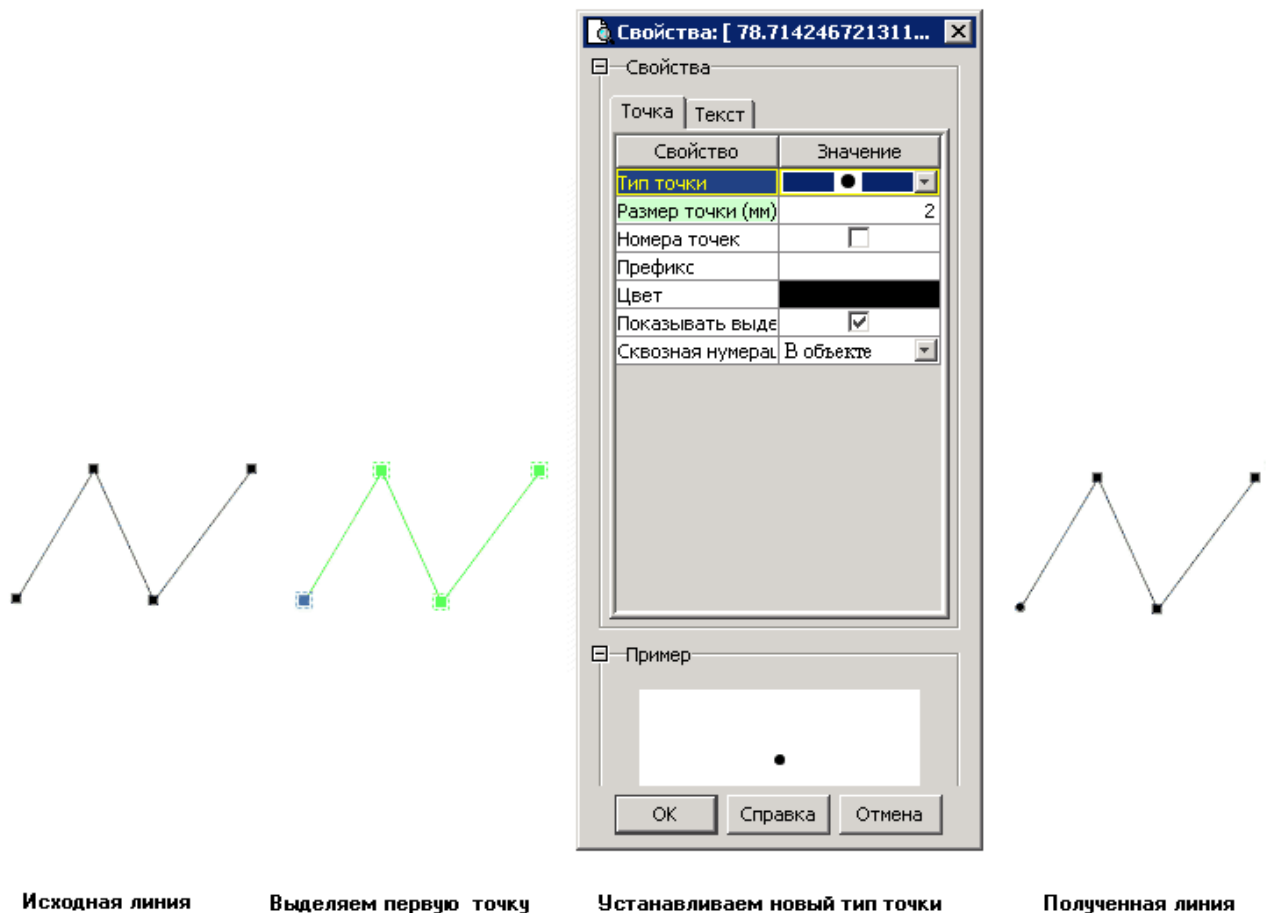 Свойства: [ 78.714246721311...
Свойства
Точка
Текст
Свойство
Значение
Тип точки
Размер точки (мм)
2
Номера точек
Префикс
Цвет
Показывать выде
Сквозная нумерац
В объекте
Пример
OK
Справка
Отмена
Исходная линия
Выделяем первую точку
Устанавливаем новый тип точки
Полученная линия